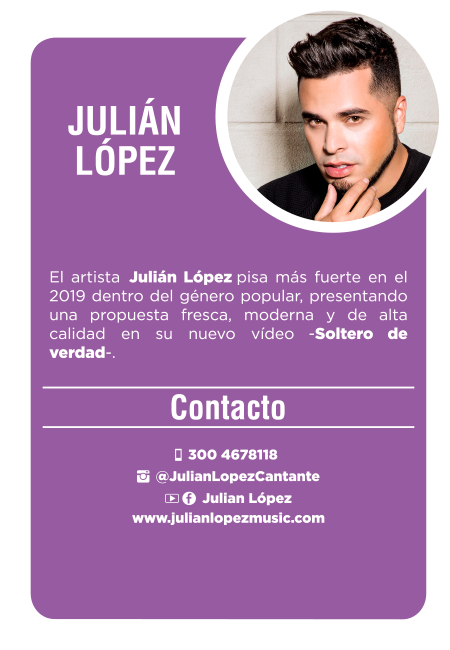 JULIÁN
LÓPEZ
El artista Julián López pisa más fuerte en el
2019 dentro del género popular, presentando
una propuesta fresca, moderna y de alta
calidad en su nuevo vídeo -Soltero de
verdad-.
Contacto
300 4678118
@JulianLopezCantante
Julian López
www.julianlopezmusic.com